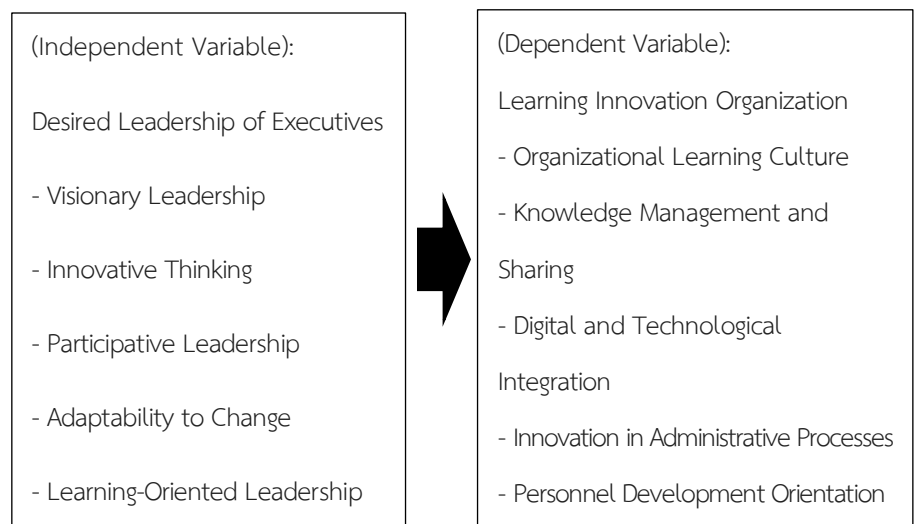 (Independent Variable):
Desired Leadership of Executives
- Visionary Leadership
- Innovative Thinking
- Participative Leadership
- Adaptability to Change
- Learning-Oriented Leadership
(Dependent Variable):
Learning Innovation Organization
- Organizational Learning Culture
- Knowledge Management and
Sharing
- Digital and Technological
Integration
- Innovation in Administrative Processes
- Personnel Development Orientation